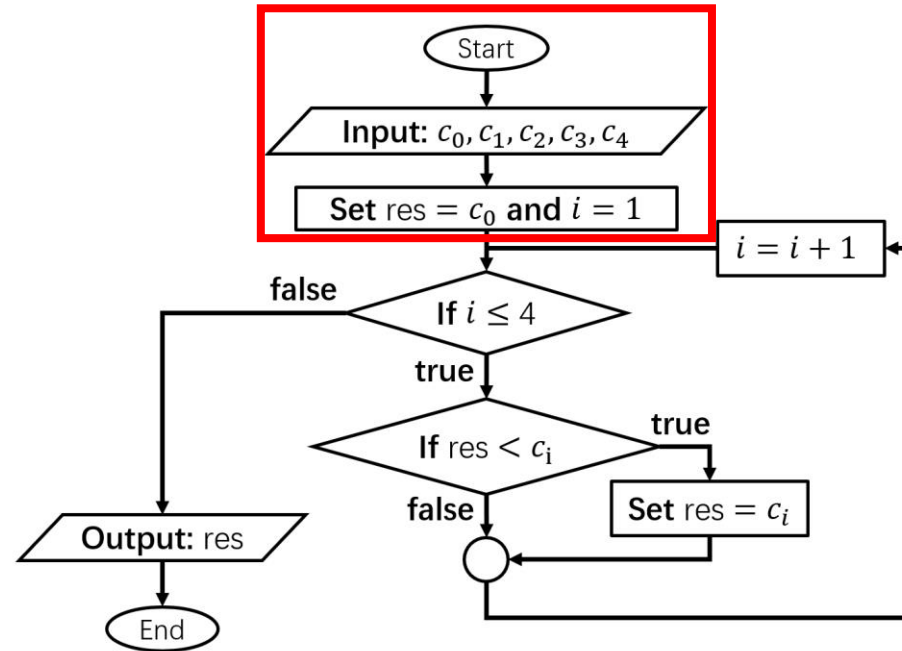 Start
Input: c₀, c₁, c₂, c₃, c₄
Set res = c₀ and i = 1
i = i + 1
false
If i ≤ 4
true
If res < cᵢ
true
false
Set res = cᵢ
Output: res
End